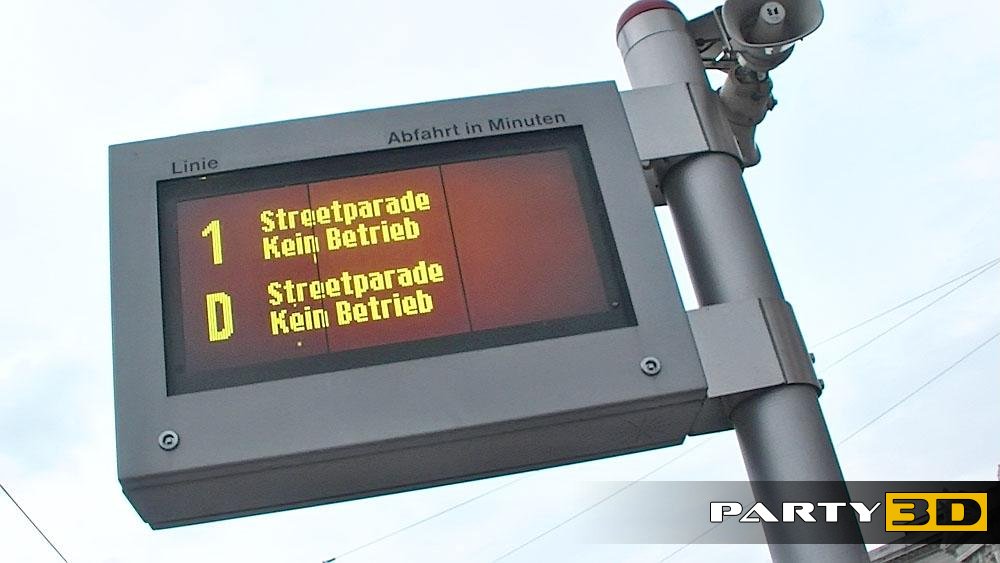 Linie Abfahrt in Minuten
1 Streetparade
Kein Betrieb
D Streetparade
Kein Betrieb
PARTY3D